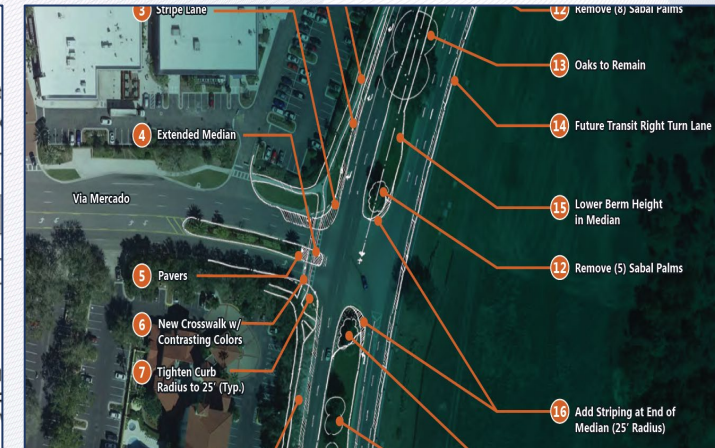 3 Stripe Lane
4 Extended Median
Via Mercado
5 Pavers
6 New Crosswalk w/
Contrasting Colors
7 Tighten Curb
Radius to 25' (Typ.)
12 Remove (8) Sabal Palms
13 Oaks to Remain
14 Future Transit Right Turn Lane
15 Lower Berm Height
in Median
12 Remove (5) Sabal Palms
16 Add Striping at End of
Median (25' Radius)